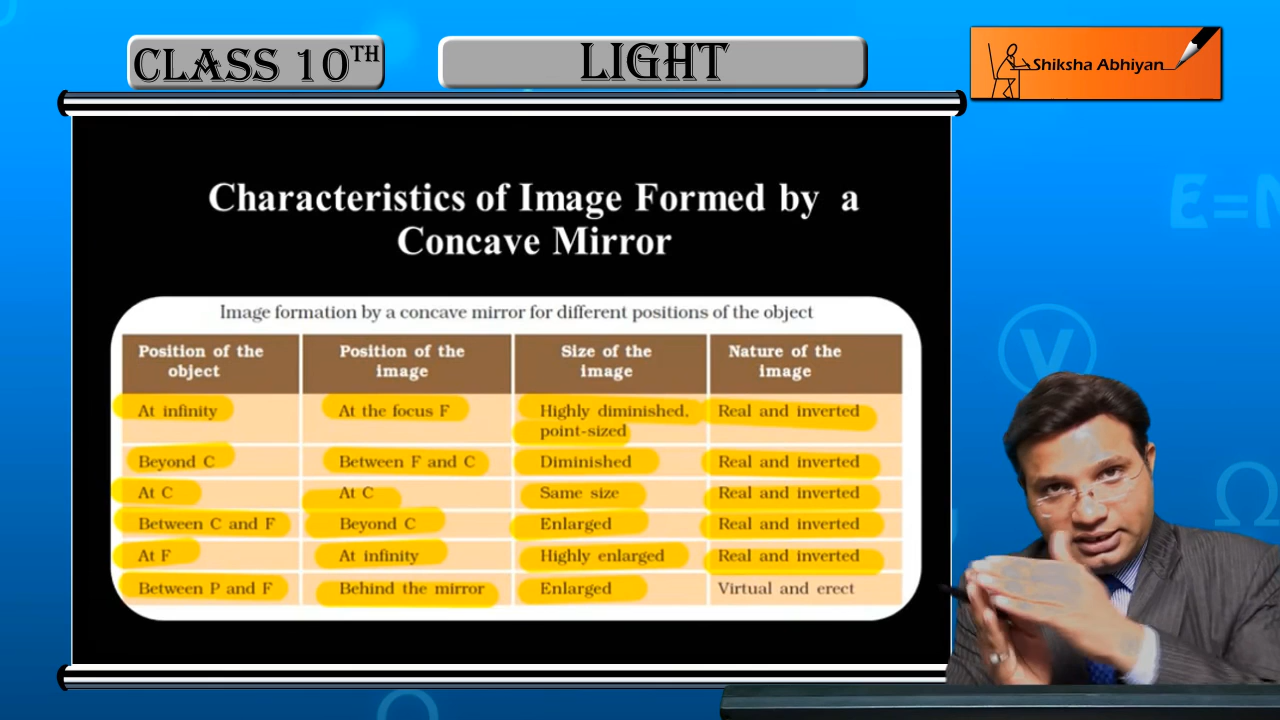 CLASS 10TH
LIGHT
Shiksha Abhiyan
Characteristics of Image Formed by a
Concave Mirror
Image formation by a concave mirror for different positions of the object
Position of the object Position of the image Size of the image Nature of the image
At infinity At the focus F Highly diminished, point-sized Real and inverted
Beyond C Between F and C Diminished Real and inverted
At C At C Same size Real and inverted
Between C and F Beyond C Enlarged Real and inverted
At F At infinity Highly enlarged Real and inverted
Between P and F Behind the mirror Enlarged Virtual and erect
E=
V
Ω
Ω